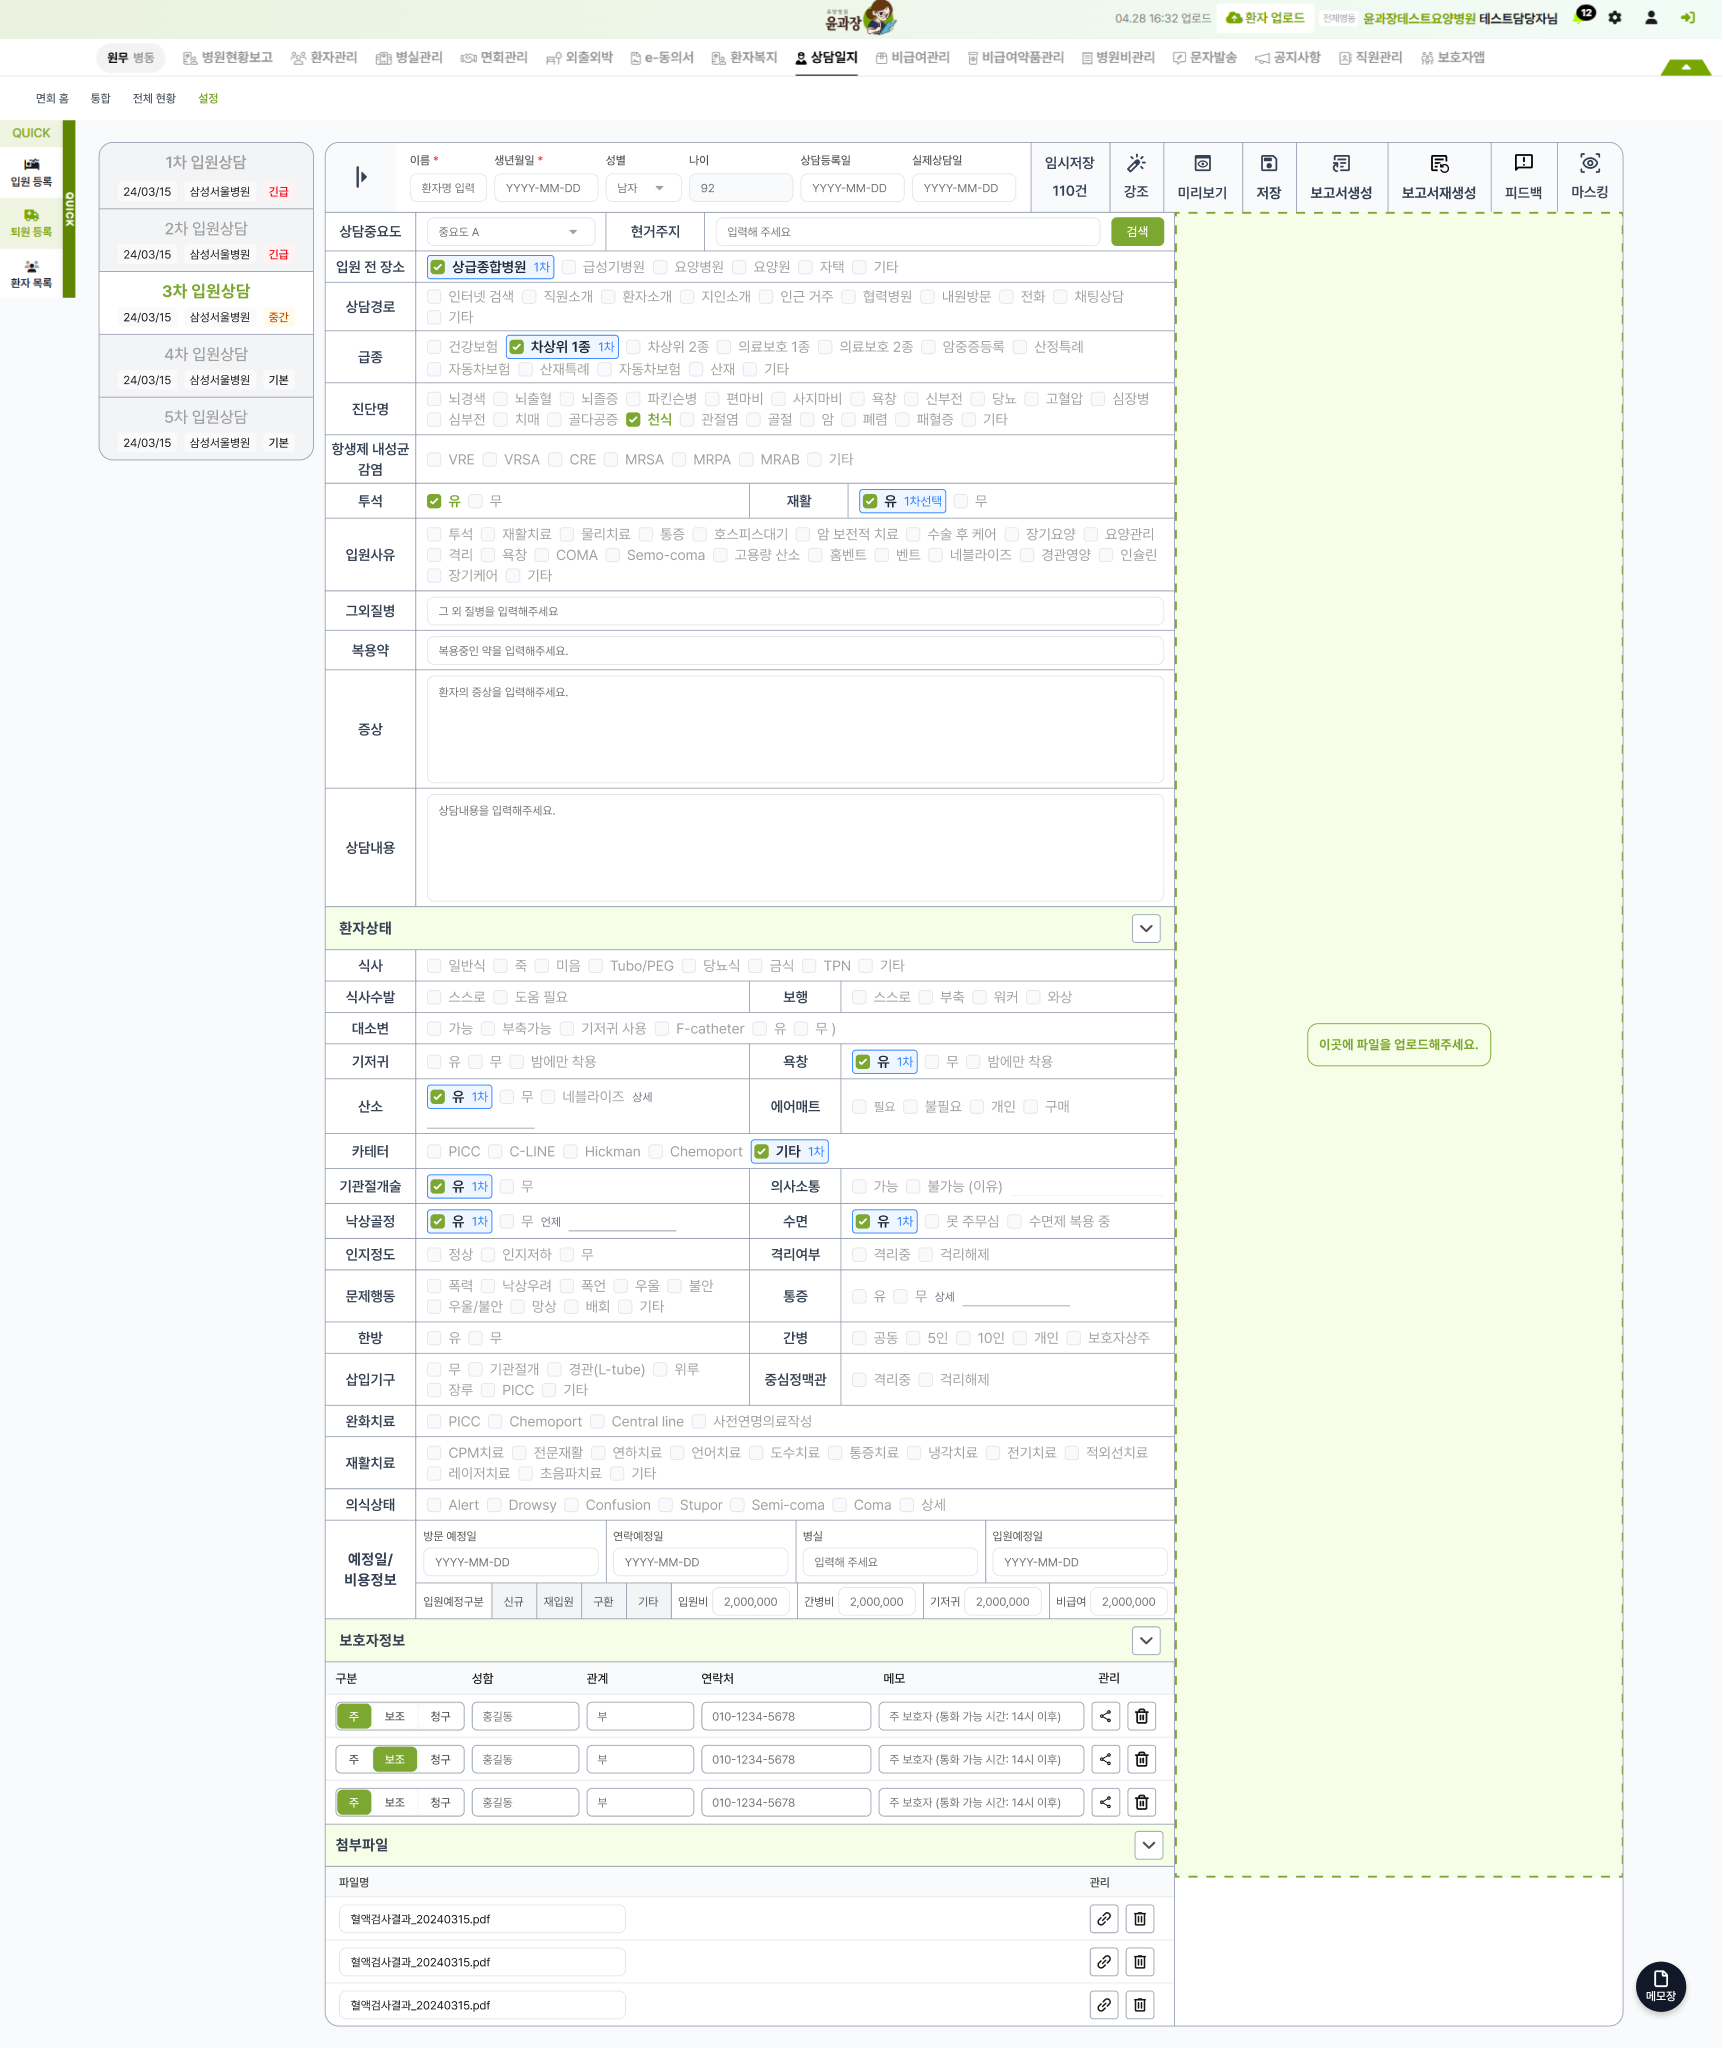 요양병원
윤과장
04.28 16:32 업로드 환자 업로드 전체병동 윤과장테스트요양병원 테스트담당자님 12
원무 병동 병원현황보고 환자관리 병실관리 면회관리 외출외박 e-동의서 환자복지 상담일지 비급여관리 비급여약품관리 병원비관리 문자발송 공지사항 직원관리 보호자앱
면회 홈 통합 전체 현황 설정
QUICK
입원 등록
퇴원 등록
환자 목록
QUICK
1차 입원상담
24/03/15 삼성서울병원 긴급
2차 입원상담
24/03/15 삼성서울병원 긴급
3차 입원상담
24/03/15 삼성서울병원 중간
4차 입원상담
24/03/15 삼성서울병원 기본
5차 입원상담
24/03/15 삼성서울병원 기본
이름 * 생년월일 * 성별 나이 상담등록일 실제상담일
환자명 입력 YYYY-MM-DD 남자 92 YYYY-MM-DD YYYY-MM-DD
임시저장 110건 강조 미리보기 저장 보고서생성 보고서재생성 피드백 마스킹
상담중요도 중요도 A 현거주지 입력해 주세요 검색
입원 전 장소 상급종합병원 1차 급성기병원 요양병원 요양원 자택 기타
상담경로 인터넷 검색 직원소개 환자소개 지인소개 인근 거주 협력병원 내원방문 전화 채팅상담
기타
급종 건강보험 차상위 1종 1차 차상위 2종 의료보호 1종 의료보호 2종 암중증등록 산정특례
자동차보험 산재특례 자동차보험 산재 기타
진단명 뇌경색 뇌출혈 뇌졸증 파킨슨병 편마비 사지마비 욕창 신부전 당뇨 고혈압 심장병
심부전 치매 골다공증 천식 관절염 골절 암 폐렴 패혈증 기타
항생제 내성균 감염 VRE VRSA CRE MRSA MRPA MRAB 기타
투석 유 무 재활 유 1차선택 무
입원사유 투석 재활치료 물리치료 통증 호스피스대기 암 보전적 치료 수술 후 케어 장기요양 요양관리
격리 욕창 COMA Semo-coma 고용량 산소 홈벤트 벤트 네블라이즈 경관영양 인슐린
장기케어 기타
그외질병 그 외 질병을 입력해주세요
복용약 복용중인 약을 입력해주세요.
증상 환자의 증상을 입력해주세요.
상담내용 상담내용을 입력해주세요.
환자상태
식사 일반식 죽 미음 Tubo/PEG 당뇨식 금식 TPN 기타
식사수발 스스로 도움 필요 보행 스스로 부축 워커 와상
대소변 가능 부축가능 기저귀 사용 F-catheter 유 무 )
기저귀 유 무 밤에만 착용 욕창 유 1차 무 밤에만 착용
산소 유 1차 무 네블라이즈 상세 에어매트 필요 불필요 개인 구매
카테터 PICC C-LINE Hickman Chemoport 기타 1차
기관절개술 유 1차 무 의사소통 가능 불가능 (이유)
낙상골정 유 1차 무 언제 수면 유 1차 못 주무심 수면제 복용 중
인지정도 정상 인지저하 무 격리여부 격리중 걱리해제
문제행동 폭력 낙상우려 폭언 우울 불안
우울/불안 망상 배회 기타 통증 유 무 상세
한방 유 무 간병 공동 5인 10인 개인 보호자상주
삽입기구 무 기관절개 경관(L-tube) 위루
장루 PICC 기타 중심정맥관 격리중 걱리해제
완화치료 PICC Chemoport Central line 사전연명의료작성
재활치료 CPM치료 전문재활 연하치료 언어치료 도수치료 통증치료 냉각치료 전기치료 적외선치료
레이저치료 초음파치료 기타
의식상태 Alert Drowsy Confusion Stupor Semi-coma Coma 상세
예정일/ 비용정보 방문 예정일 연락예정일 병실 입원예정일
YYYY-MM-DD YYYY-MM-DD 입력해 주세요 YYYY-MM-DD
입원예정구분 신규 재입원 구환 기타 입원비 2,000,000 간병비 2,000,000 기저귀 2,000,000 비급여 2,000,000
보호자정보
구분 성함 관계 연락처 메모 관리
주 보조 청구 홍길동 부 010-1234-5678 주 보호자 (통화 가능 시간: 14시 이후)
주 보조 청구 홍길동 부 010-1234-5678 주 보호자 (통화 가능 시간: 14시 이후)
주 보조 청구 홍길동 부 010-1234-5678 주 보호자 (통화 가능 시간: 14시 이후)
첨부파일
파일명 관리
혈액검사결과_20240315.pdf
혈액검사결과_20240315.pdf
혈액검사결과_20240315.pdf
이곳에 파일을 업로드해주세요.
메모장